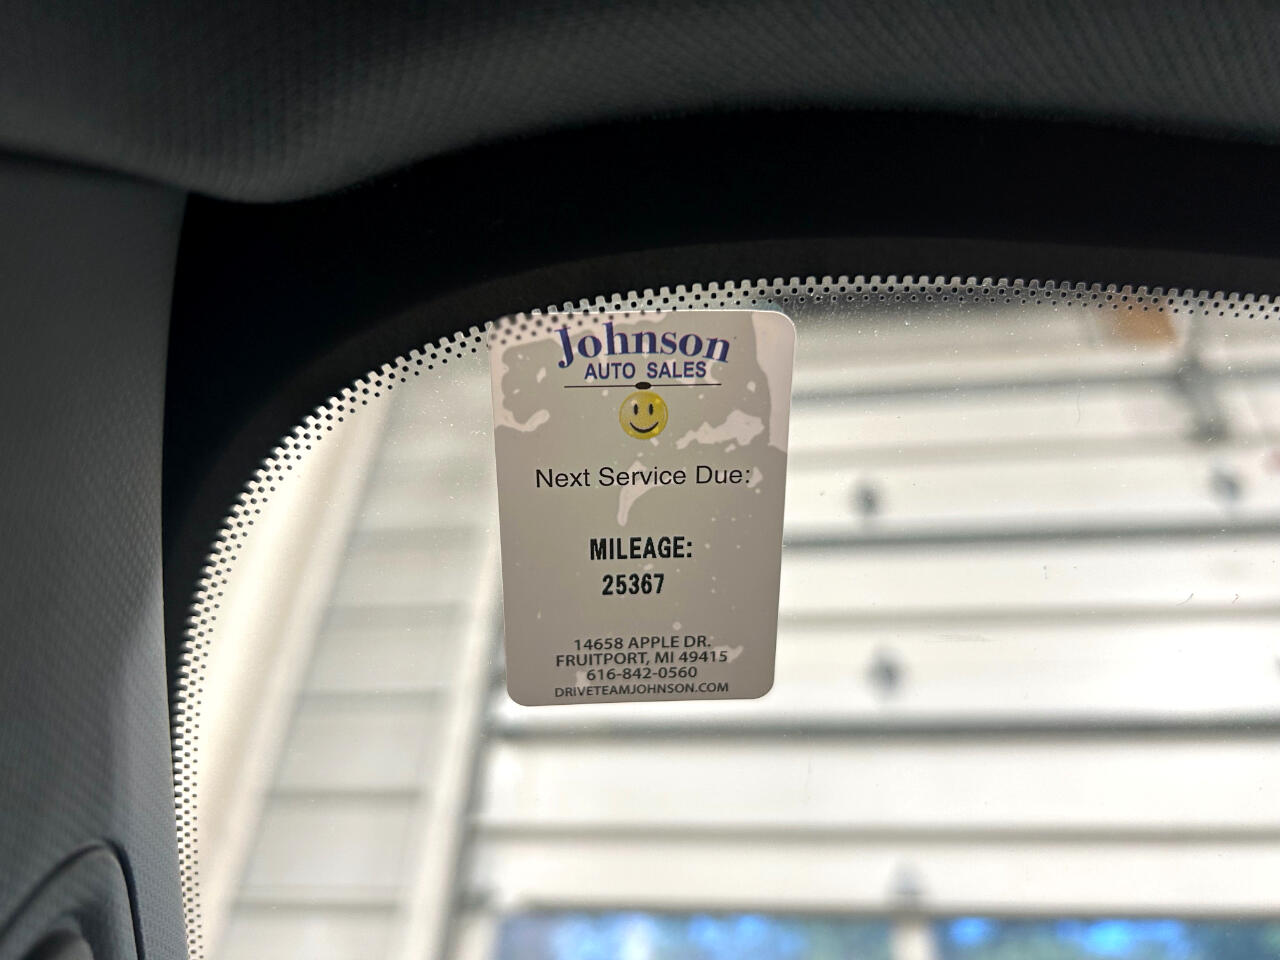 Johnson
AUTO SALES
Next Service Due:
MILEAGE:
25367
14658 APPLE DR.
FRUITPORT, MI 49415
616-842-0560
DRIVETEAMJOHNSON.COM